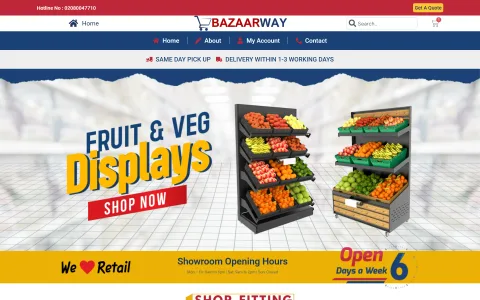 Hotline No : 02080047710
Get A Quote
Home
BAZAARWAY
Search..
Home About My Account Contact
SAME DAY PICK UP DELIVERY WITHIN 1-3 WORKING DAYS
FRUIT & VEG
Displays
SHOP NOW
We Retail
Showroom Opening Hours
Open
Days a Week 6
SHOP FITTING